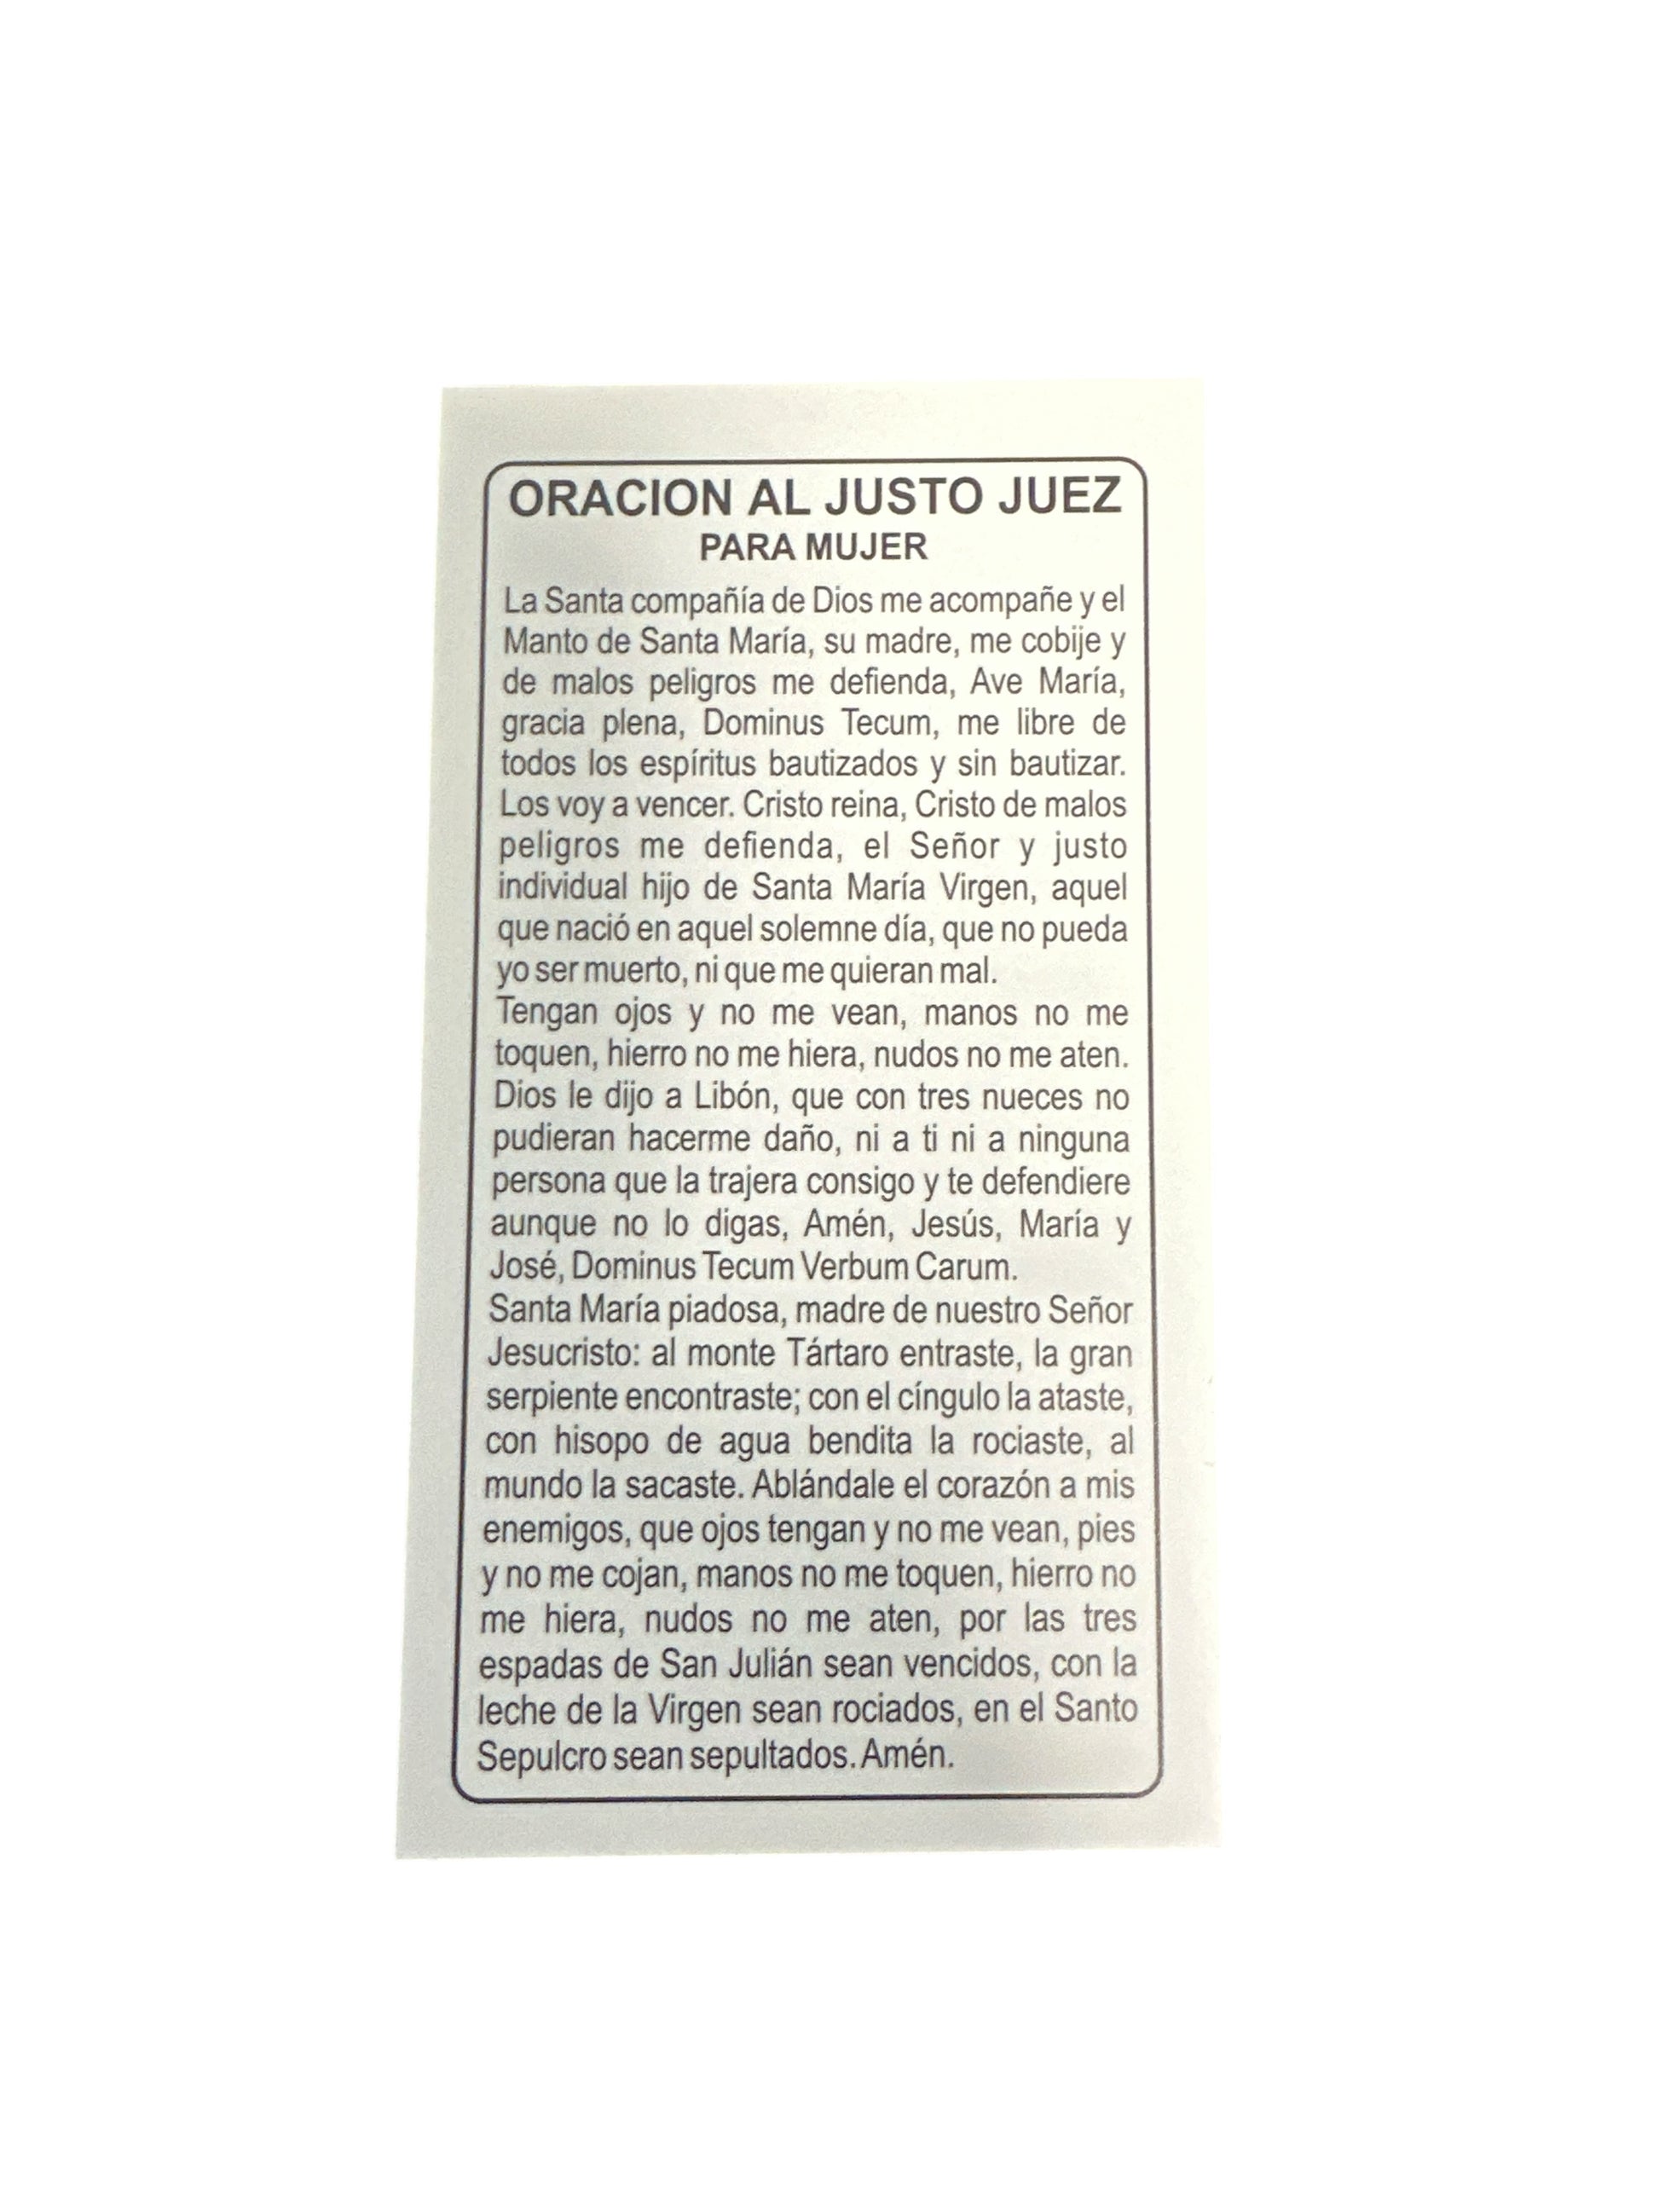 ORACION AL JUSTO JUEZ
PARA MUJER
La Santa compañía de Dios me acompañe y el
Manto de Santa María, su madre, me cobije y
de malos peligros me defienda, Ave María,
gracia plena, Dominus Tecum, me libre de
todos los espíritus bautizados y sin bautizar.
Los voy a vencer. Cristo reina, Cristo de malos
peligros me defienda, el Señor y justo
individual hijo de Santa María Virgen, aquel
que nació en aquel solemne día, que no pueda
yo ser muerto, ni que me quieran mal.
Tengan ojos y no me vean, manos no me
toquen, hierro no me hiera, nudos no me aten.
Dios le dijo a Libón, que con tres nueces no
pudieran hacerme daño, ni a ti ni a ninguna
persona que la trajera consigo y te defendiere
aunque no lo digas, Amén, Jesús, María y
José, Dominus Tecum Verbum Carum.
Santa María piadosa, madre de nuestro Señor
Jesucristo: al monte Tártaro entraste, la gran
serpiente encontraste; con el cíngulo la ataste,
con hisopo de agua bendita la rociaste, al
mundo la sacaste. Ablándale el corazón a mis
enemigos, que ojos tengan y no me vean, pies
y no me cojan, manos no me toquen, hierro no
me hiera, nudos no me aten, por las tres
espadas de San Julián sean vencidos, con la
leche de la Virgen sean rociados, en el Santo
Sepulcro sean sepultados. Amén.